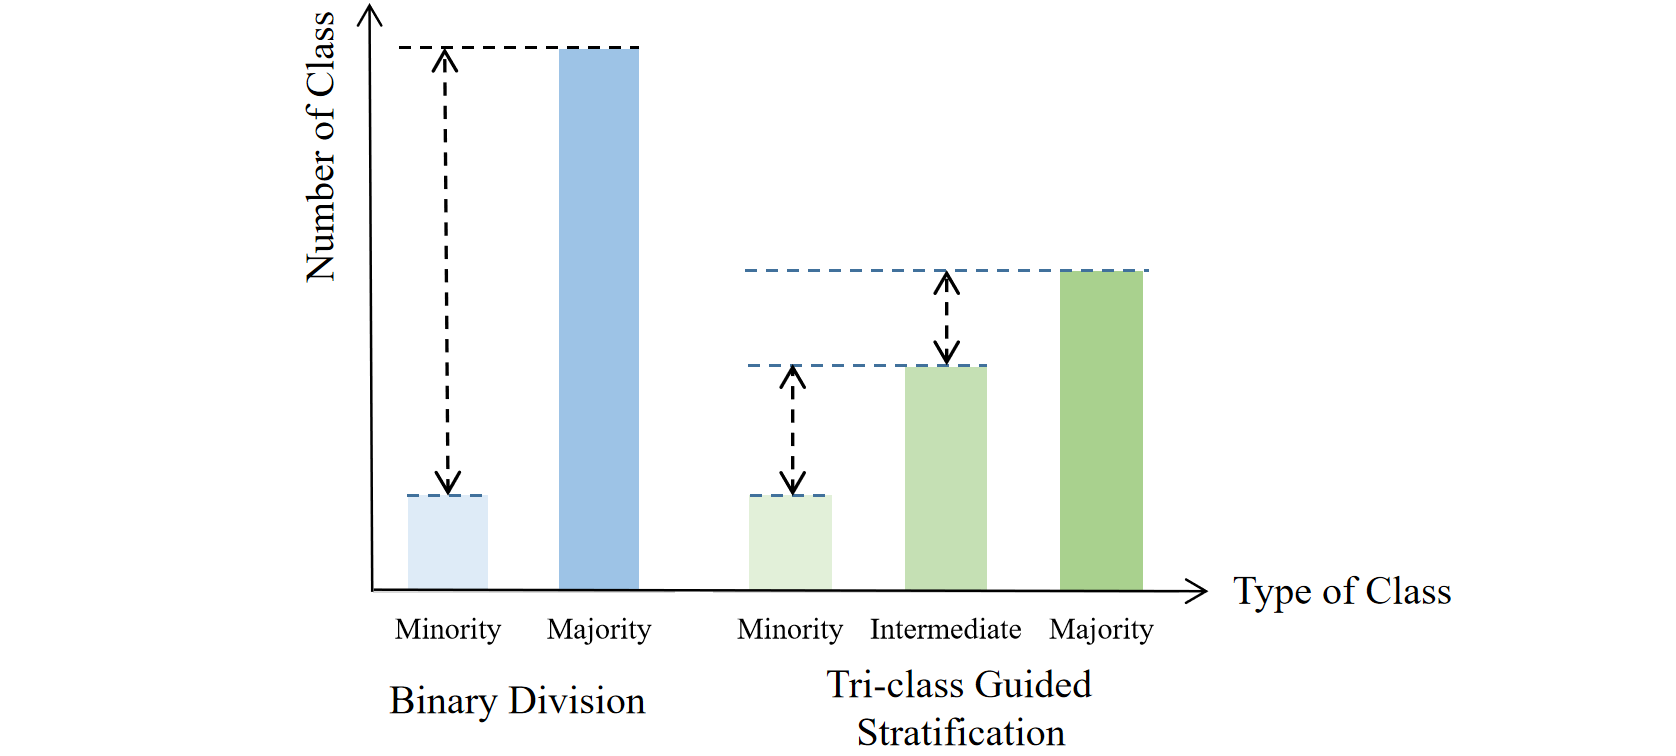 Number of Class
Type of Class
Minority
Majority
Minority
Intermediate
Majority
Binary Division
Tri-class Guided
Stratification